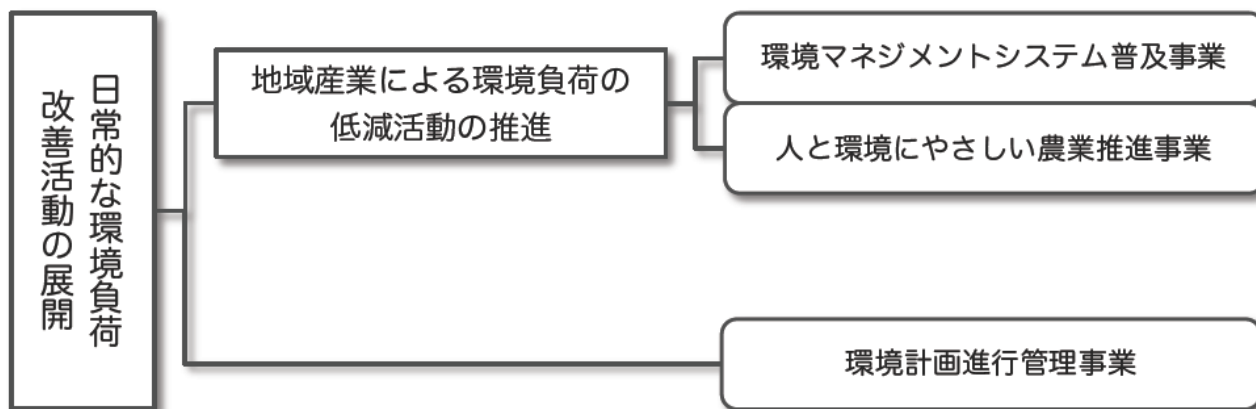 日常的な環境負荷
改善活動の展開
地域産業による環境負荷の
低減活動の推進
環境マネジメントシステム普及事業
人と環境にやさしい農業推進事業
環境計画進行管理事業